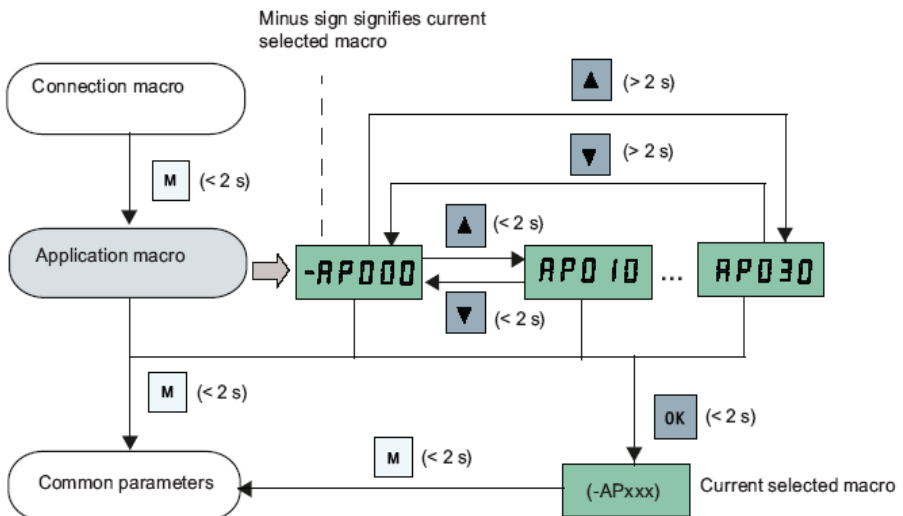 Minus sign signifies current
selected macro
▲ (> 2 s)
Connection macro
▼ (> 2 s)
M (< 2 s)
▲ (< 2 s)
Application macro
-AP000
AP010 ... AP030
▼ (< 2 s)
M (< 2 s)
OK (< 2 s)
M (< 2 s)
Common parameters
(-APxxx)
Current selected macro